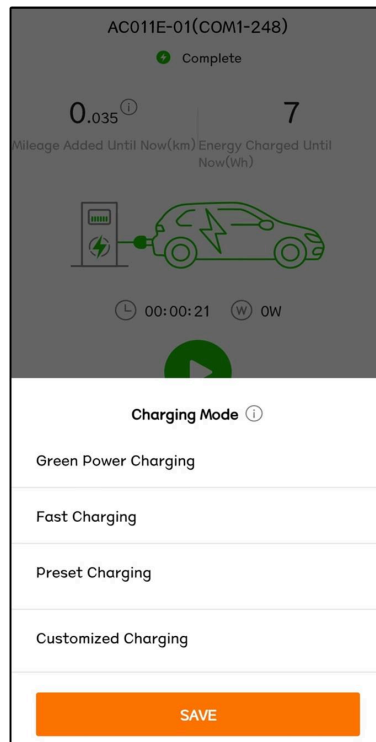 AC011E-01(COM1-248)
Complete
0.035 7
Mileage Added Until Now(km) Energy Charged Until
Now(Wh)
00:00:21 W 0W
Charging Mode i
Green Power Charging
Fast Charging
Preset Charging
Customized Charging
SAVE